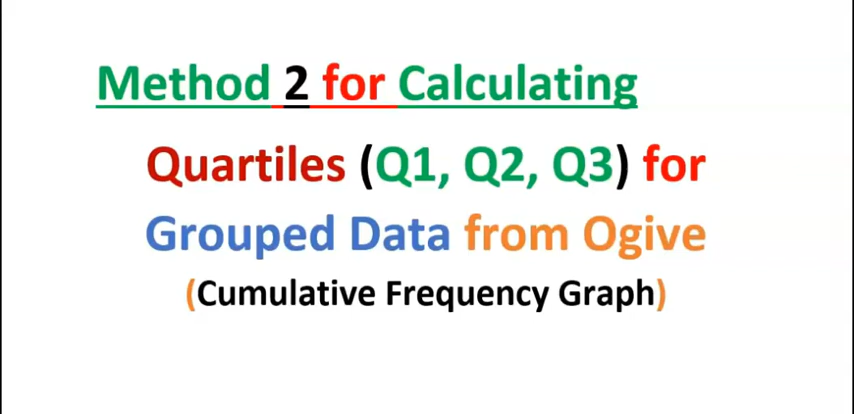 Method 2 for Calculating
Quartiles (Q1, Q2, Q3) for
Grouped Data from Ogive
(Cumulative Frequency Graph)